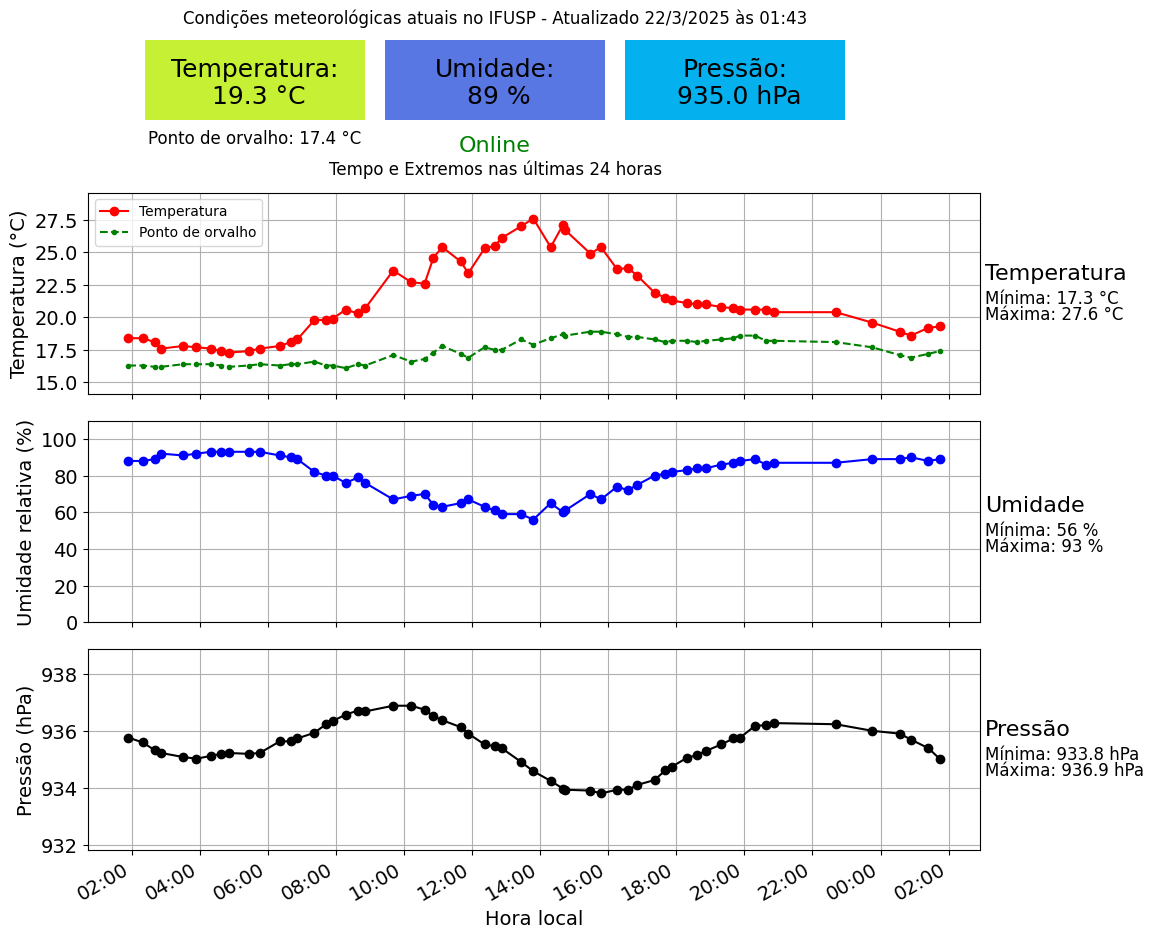 Condições meteorológicas atuais no IFUSP - Atualizado 22/3/2025 às 01:43
Temperatura:
19.3 °C
Umidade:
89 %
Pressão:
935.0 hPa
Ponto de orvalho: 17.4 °C
Online
Tempo e Extremos nas últimas 24 horas
Temperatura (°C)
27.5
25.0
22.5
20.0
17.5
15.0
Temperatura
Ponto de orvalho
Temperatura
Mínima: 17.3 °C
Máxima: 27.6 °C
Umidade relativa (%)
100
80
60
40
20
0
Umidade
Mínima: 56 %
Máxima: 93 %
Pressão (hPa)
938
936
934
932
Pressão
Mínima: 933.8 hPa
Máxima: 936.9 hPa
02:00 04:00 06:00 08:00 10:00 12:00 14:00 16:00 18:00 20:00 22:00 00:00 02:00
Hora local